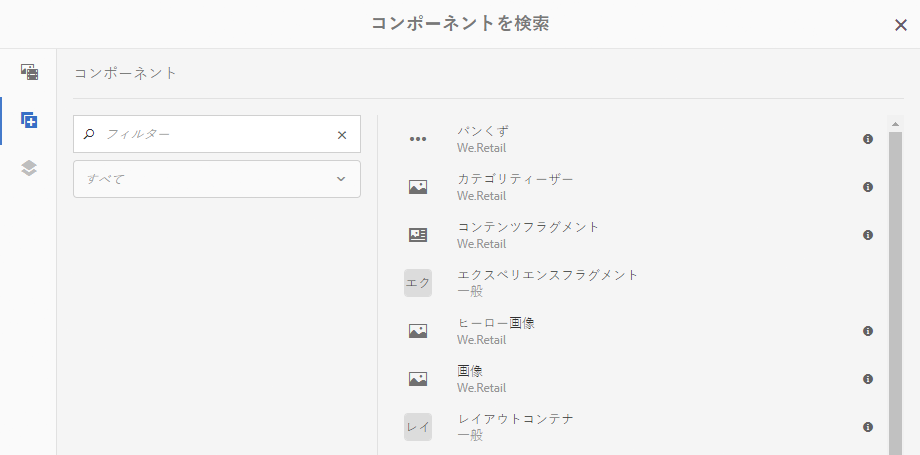 コンポーネントを検索
コンポーネント
フィルター
すべて
パンくず
We.Retail
カテゴリティーザー
We.Retail
コンテンツフラグメント
We.Retail
エク
エクスペリエンスフラグメント
一般
ヒーロー画像
We.Retail
画像
We.Retail
レイ
レイアウトコンテナ
一般